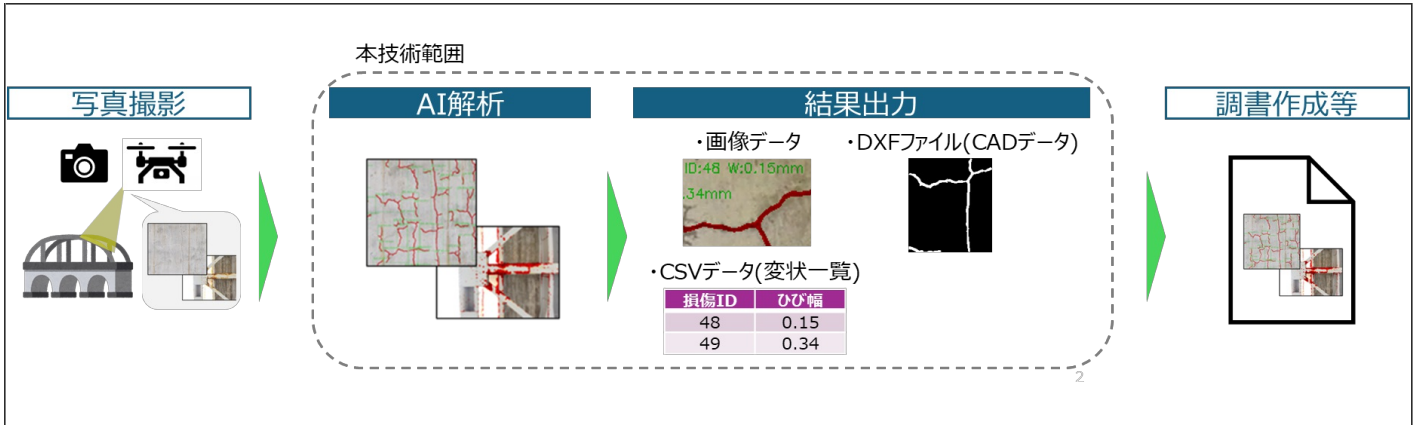 本技術範囲
写真撮影
AI解析
結果出力
調書作成等
・画像データ
・DXFファイル(CADデータ)
ID:48 W:0.15mm
.34mm
・CSVデータ(変状一覧)
損傷ID ひび幅
48 0.15
49 0.34
2